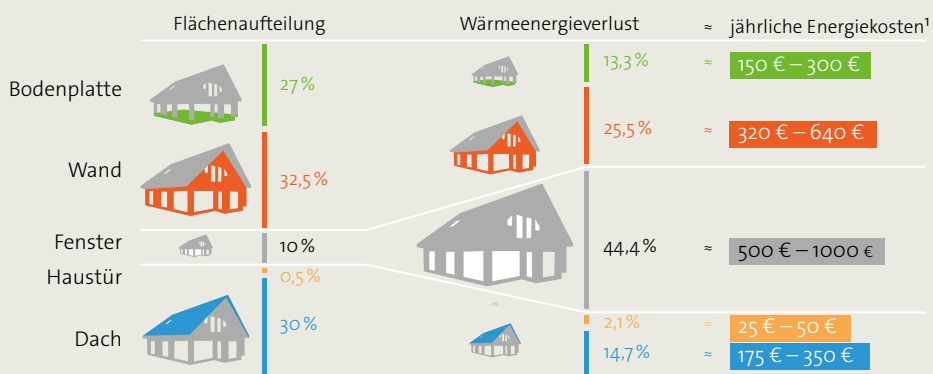 Flächenaufteilung Wärmeenergieverlust ≈ jährliche Energiekosten¹
Bodenplatte 27 % 13,3 % ≈ 150 € – 300 €
Wand 32,5 % 25,5 % ≈ 320 € – 640 €
Fenster 10 % 44,4 % ≈ 500 € – 1000 €
Haustür 0,5 % 2,1 % ≈ 25 € – 50 €
Dach 30 % 14,7 % ≈ 175 € – 350 €